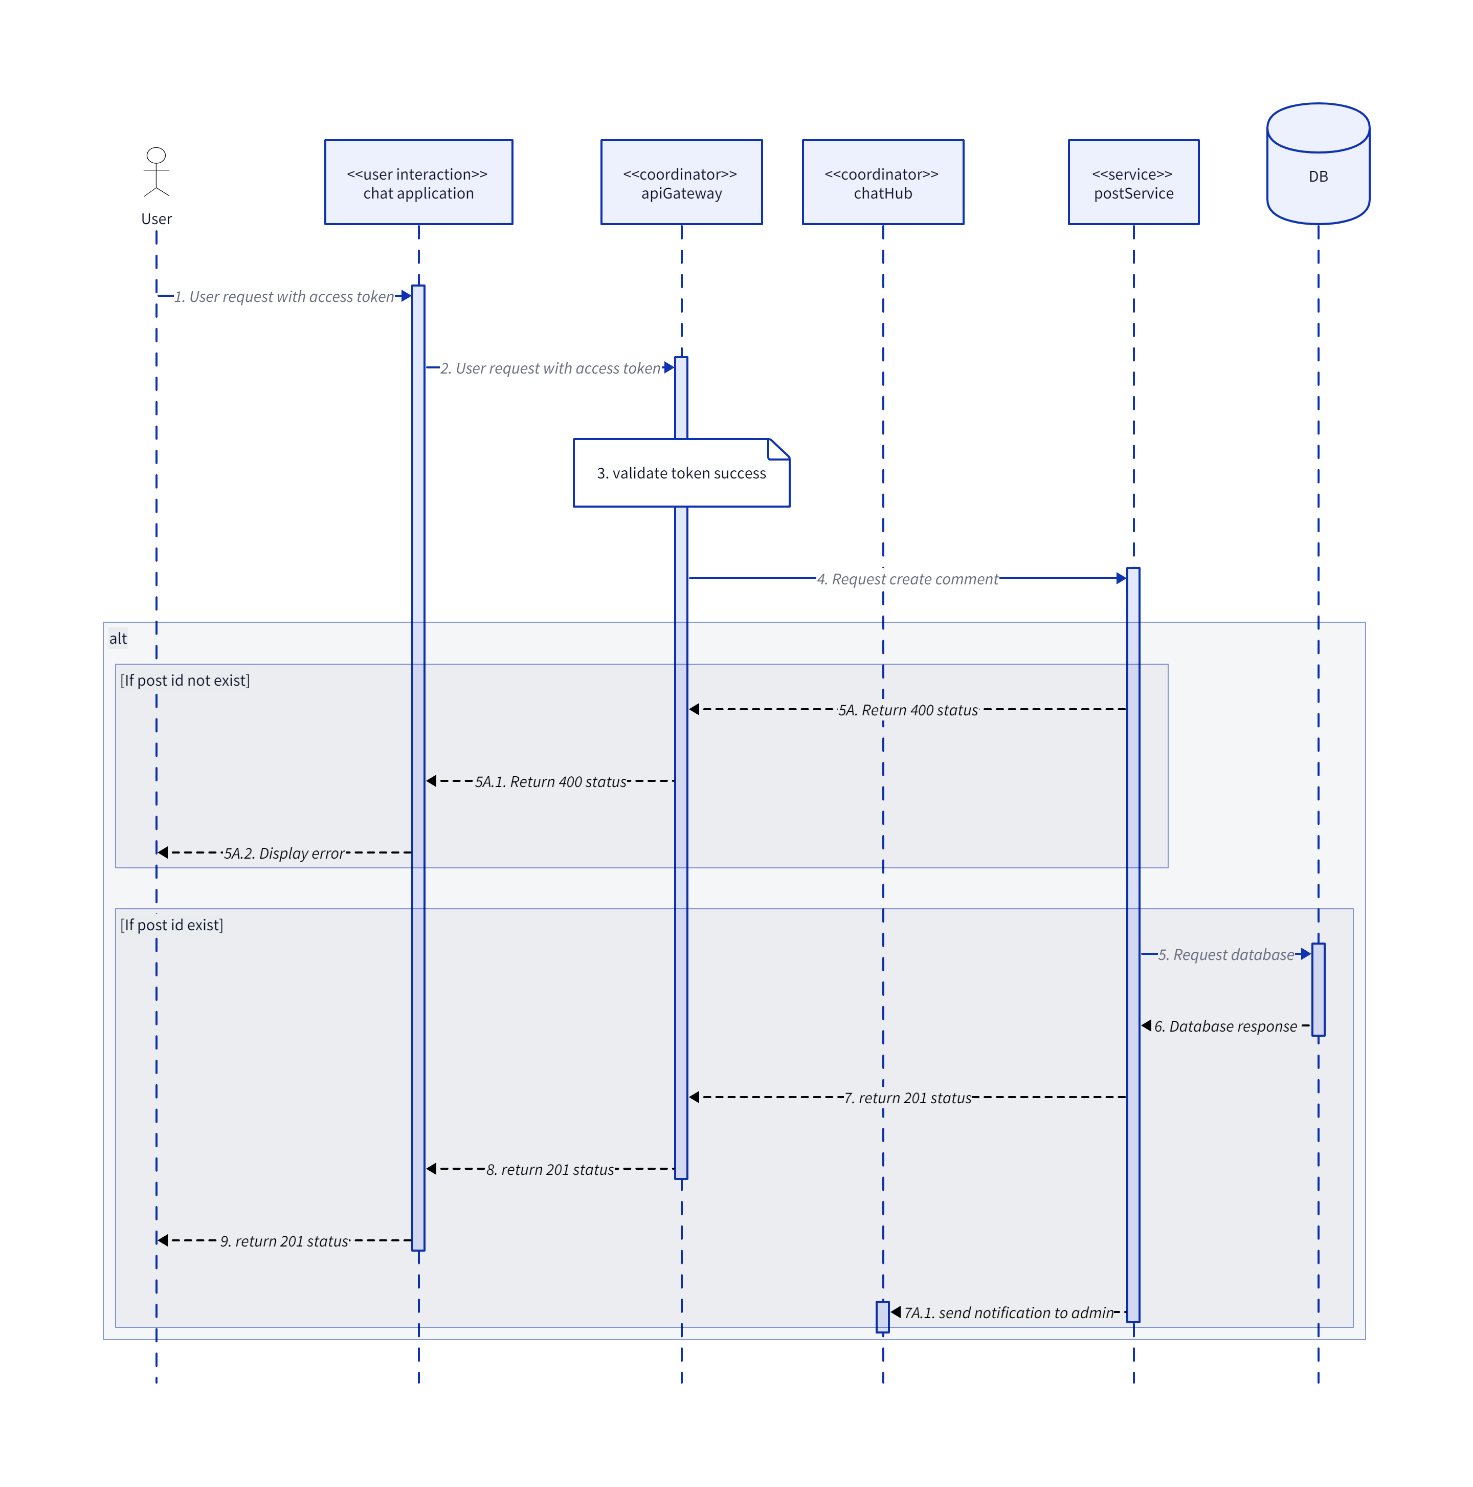 User
<<user interaction>>
chat application
<<coordinator>>
apiGateway
<<coordinator>>
chatHub
<<service>>
postService
DB
1. User request with access token
2. User request with access token
3. validate token success
4. Request create comment
alt
[If post id not exist]
5A. Return 400 status
5A.1. Return 400 status
5A.2. Display error
[If post id exist]
5. Request database
6. Database response
7. return 201 status
8. return 201 status
9. return 201 status
7A.1. send notification to admin